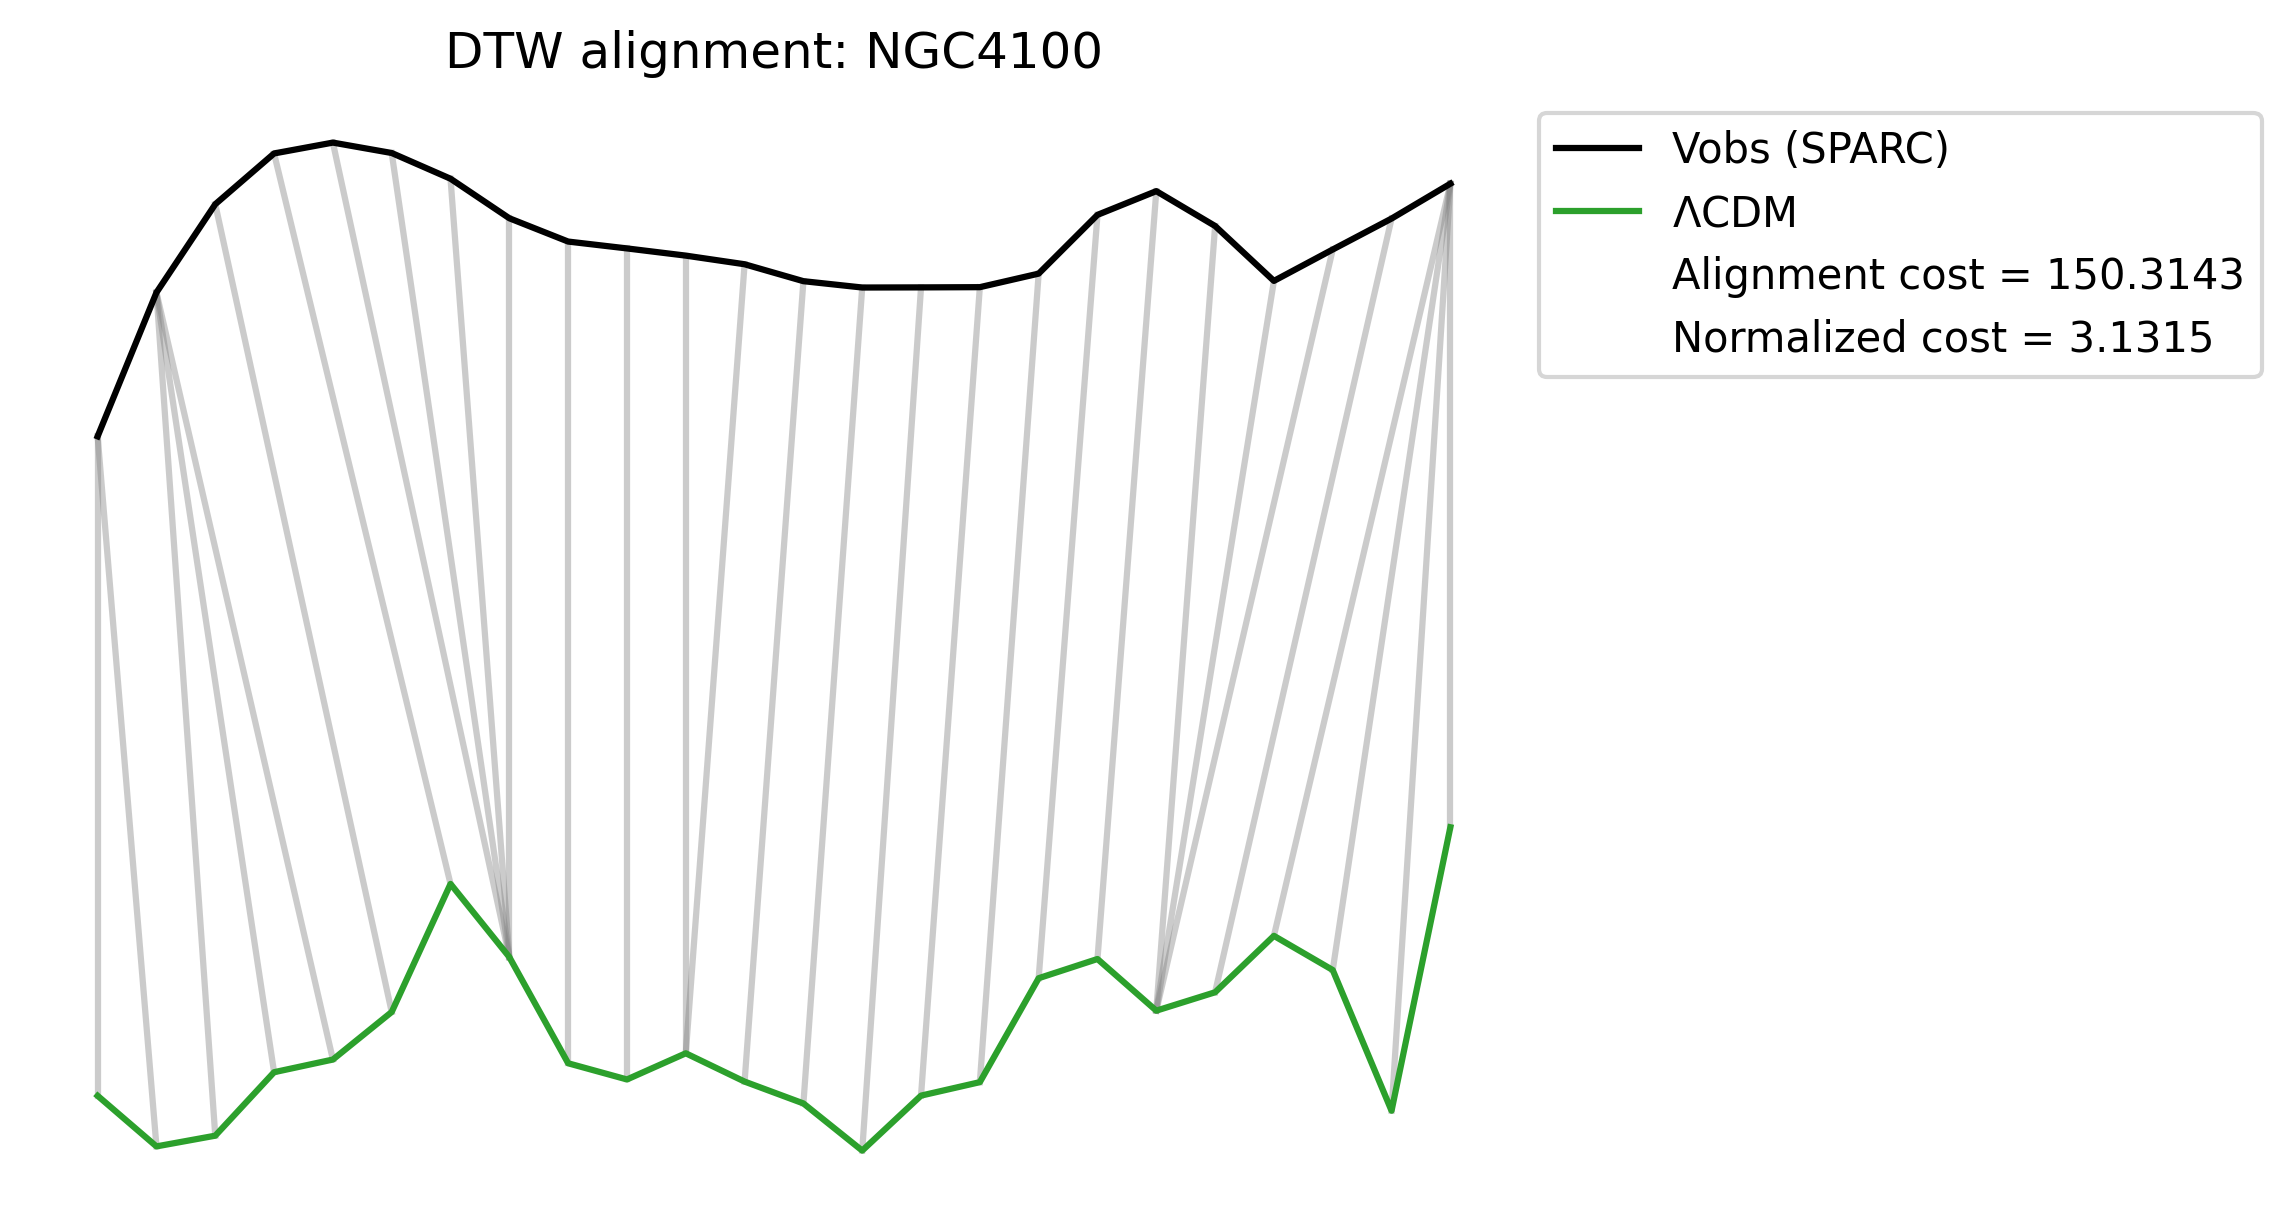 DTW alignment: NGC4100
Vobs (SPARC)
ΛCDM
Alignment cost = 150.3143
Normalized cost = 3.1315